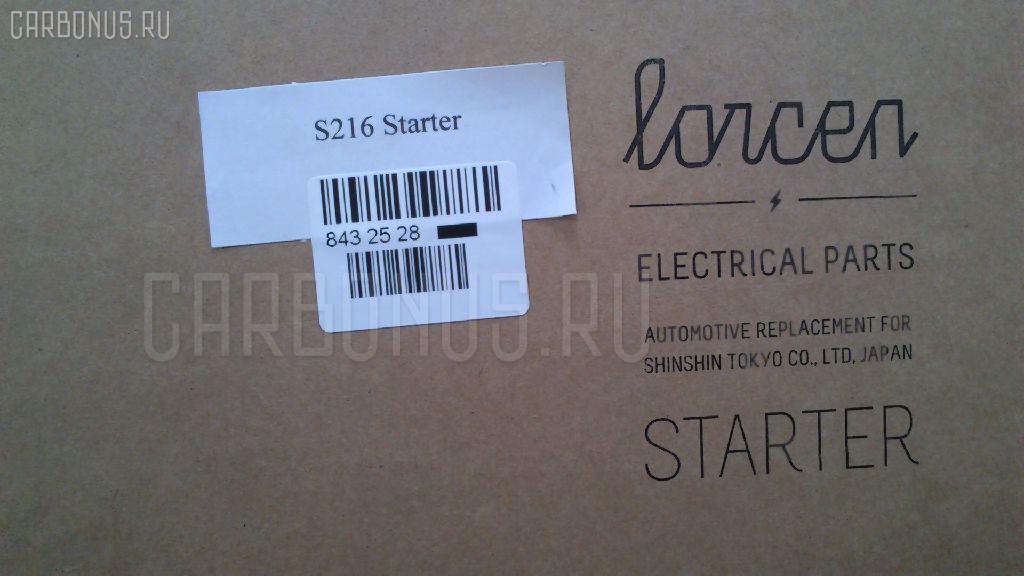 CARBONUS.RU
S216 Starter
843 25 28
lorcen
ELECTRICAL PARTS
AUTOMOTIVE REPLACEMENT FOR
SHINSHIN TOKYO CO., LTD, JAPAN
STARTER
CARBONUS.RU